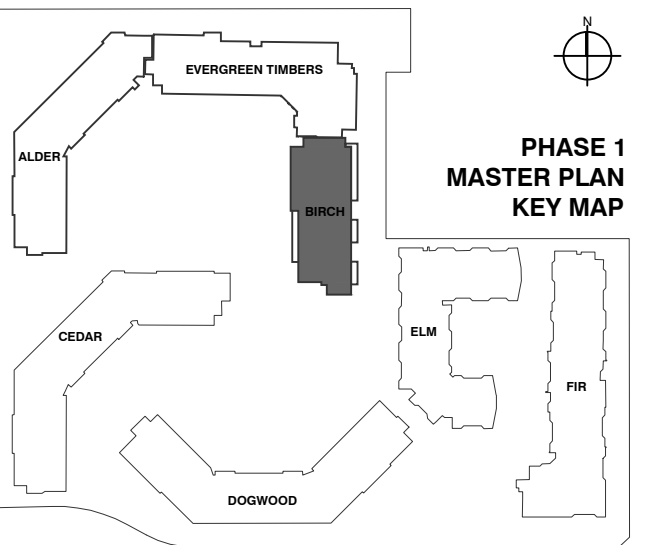 N
EVERGREEN TIMBERS
PHASE 1
MASTER PLAN
KEY MAP
ALDER
BIRCH
ELM
CEDAR
FIR
DOGWOOD